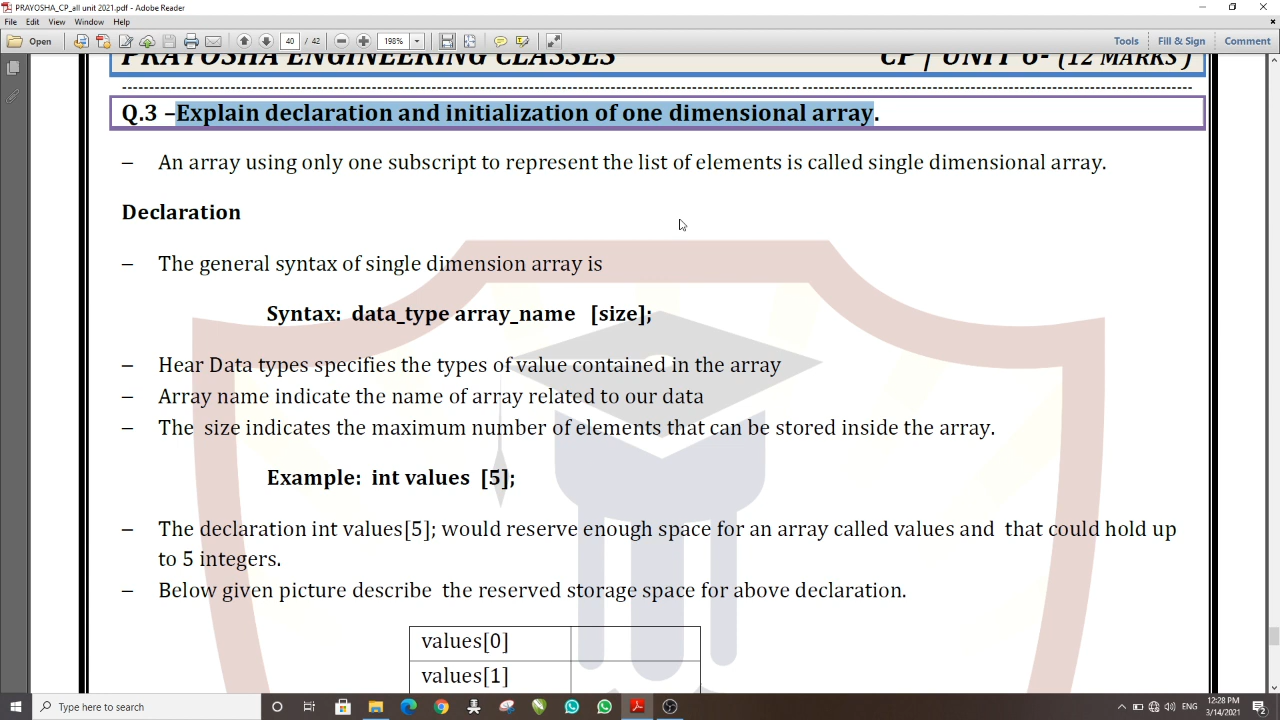 PRAYOSHA_CP_all unit 2021.pdf - Adobe Reader
File Edit View Window Help
Open 40 / 42 198% Tools Fill & Sign Comment
PRAYOSHA ENGINEERING CLASSES CP | UNIT 6- (12 MARKS )
Q.3 –Explain declaration and initialization of one dimensional array.
– An array using only one subscript to represent the list of elements is called single dimensional array.
Declaration
– The general syntax of single dimension array is
Syntax: data_type array_name [size];
– Hear Data types specifies the types of value contained in the array
– Array name indicate the name of array related to our data
– The size indicates the maximum number of elements that can be stored inside the array.
Example: int values [5];
– The declaration int values[5]; would reserve enough space for an array called values and that could hold up
to 5 integers.
– Below given picture describe the reserved storage space for above declaration.
values[0]
values[1]
Type here to search
ENG
12:28 PM
3/14/2021
2